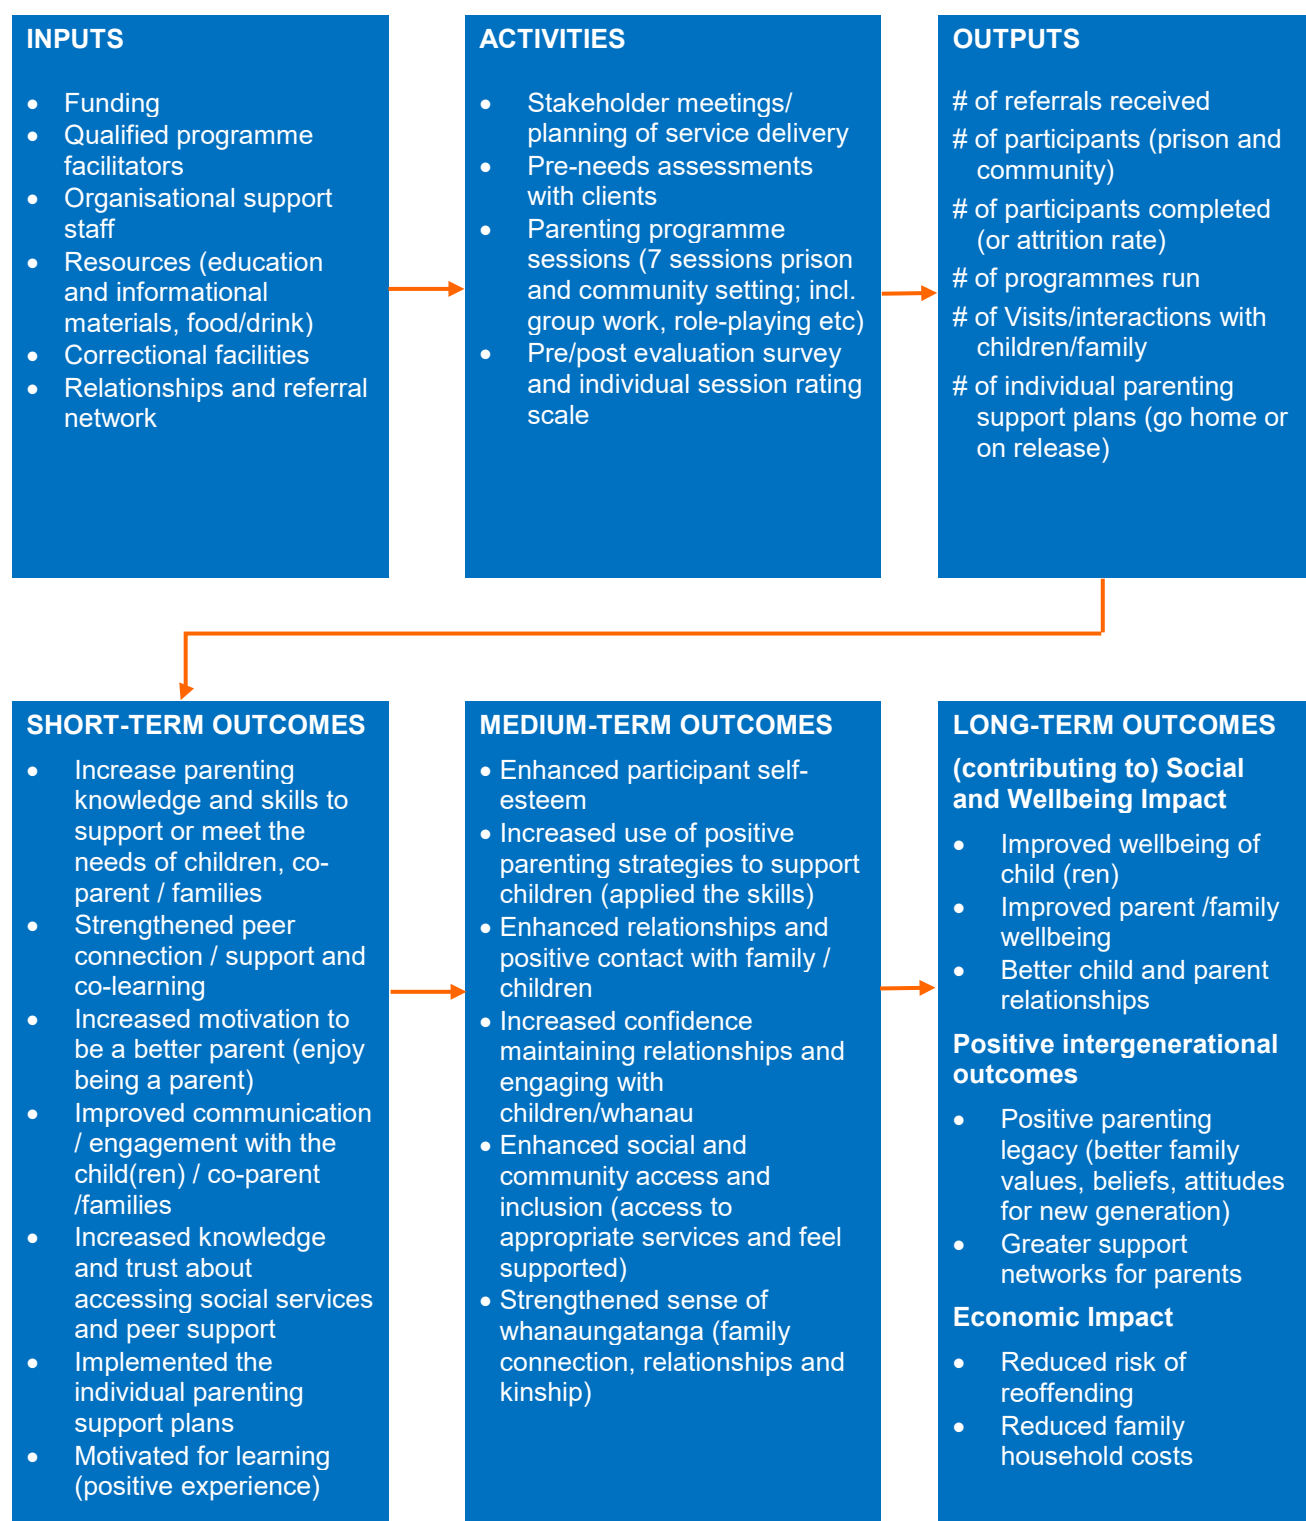 INPUTS
• Funding
• Qualified programme
facilitators
• Organisational support
staff
• Resources (education
and informational
materials, food/drink)
• Correctional facilities
• Relationships and referral
network
ACTIVITIES
• Stakeholder meetings/
planning of service delivery
• Pre-needs assessments
with clients
• Parenting programme
sessions (7 sessions prison
and community setting; incl.
group work, role-playing etc)
• Pre/post evaluation survey
and individual session rating
scale
OUTPUTS
# of referrals received
# of participants (prison and
community)
# of participants completed
(or attrition rate)
# of programmes run
# of Visits/interactions with
children/family
# of individual parenting
support plans (go home or
on release)
SHORT-TERM OUTCOMES
• Increase parenting
knowledge and skills to
support or meet the
needs of children, co-
parent / families
• Strengthened peer
connection / support and
co-learning
• Increased motivation to
be a better parent (enjoy
being a parent)
• Improved communication
/ engagement with the
child(ren) / co-parent
/families
• Increased knowledge
and trust about
accessing social services
and peer support
• Implemented the
individual parenting
support plans
• Motivated for learning
(positive experience)
MEDIUM-TERM OUTCOMES
• Enhanced participant self-
esteem
• Increased use of positive
parenting strategies to support
children (applied the skills)
• Enhanced relationships and
positive contact with family /
children
• Increased confidence
maintaining relationships and
engaging with
children/whanau
• Enhanced social and
community access and
inclusion (access to
appropriate services and feel
supported)
• Strengthened sense of
whanaungatanga (family
connection, relationships and
kinship)
LONG-TERM OUTCOMES
(contributing to) Social
and Wellbeing Impact
• Improved wellbeing of
child (ren)
• Improved parent /family
wellbeing
• Better child and parent
relationships
Positive intergenerational
outcomes
• Positive parenting
legacy (better family
values, beliefs, attitudes
for new generation)
• Greater support
networks for parents
Economic Impact
• Reduced risk of
reoffending
• Reduced family
household costs